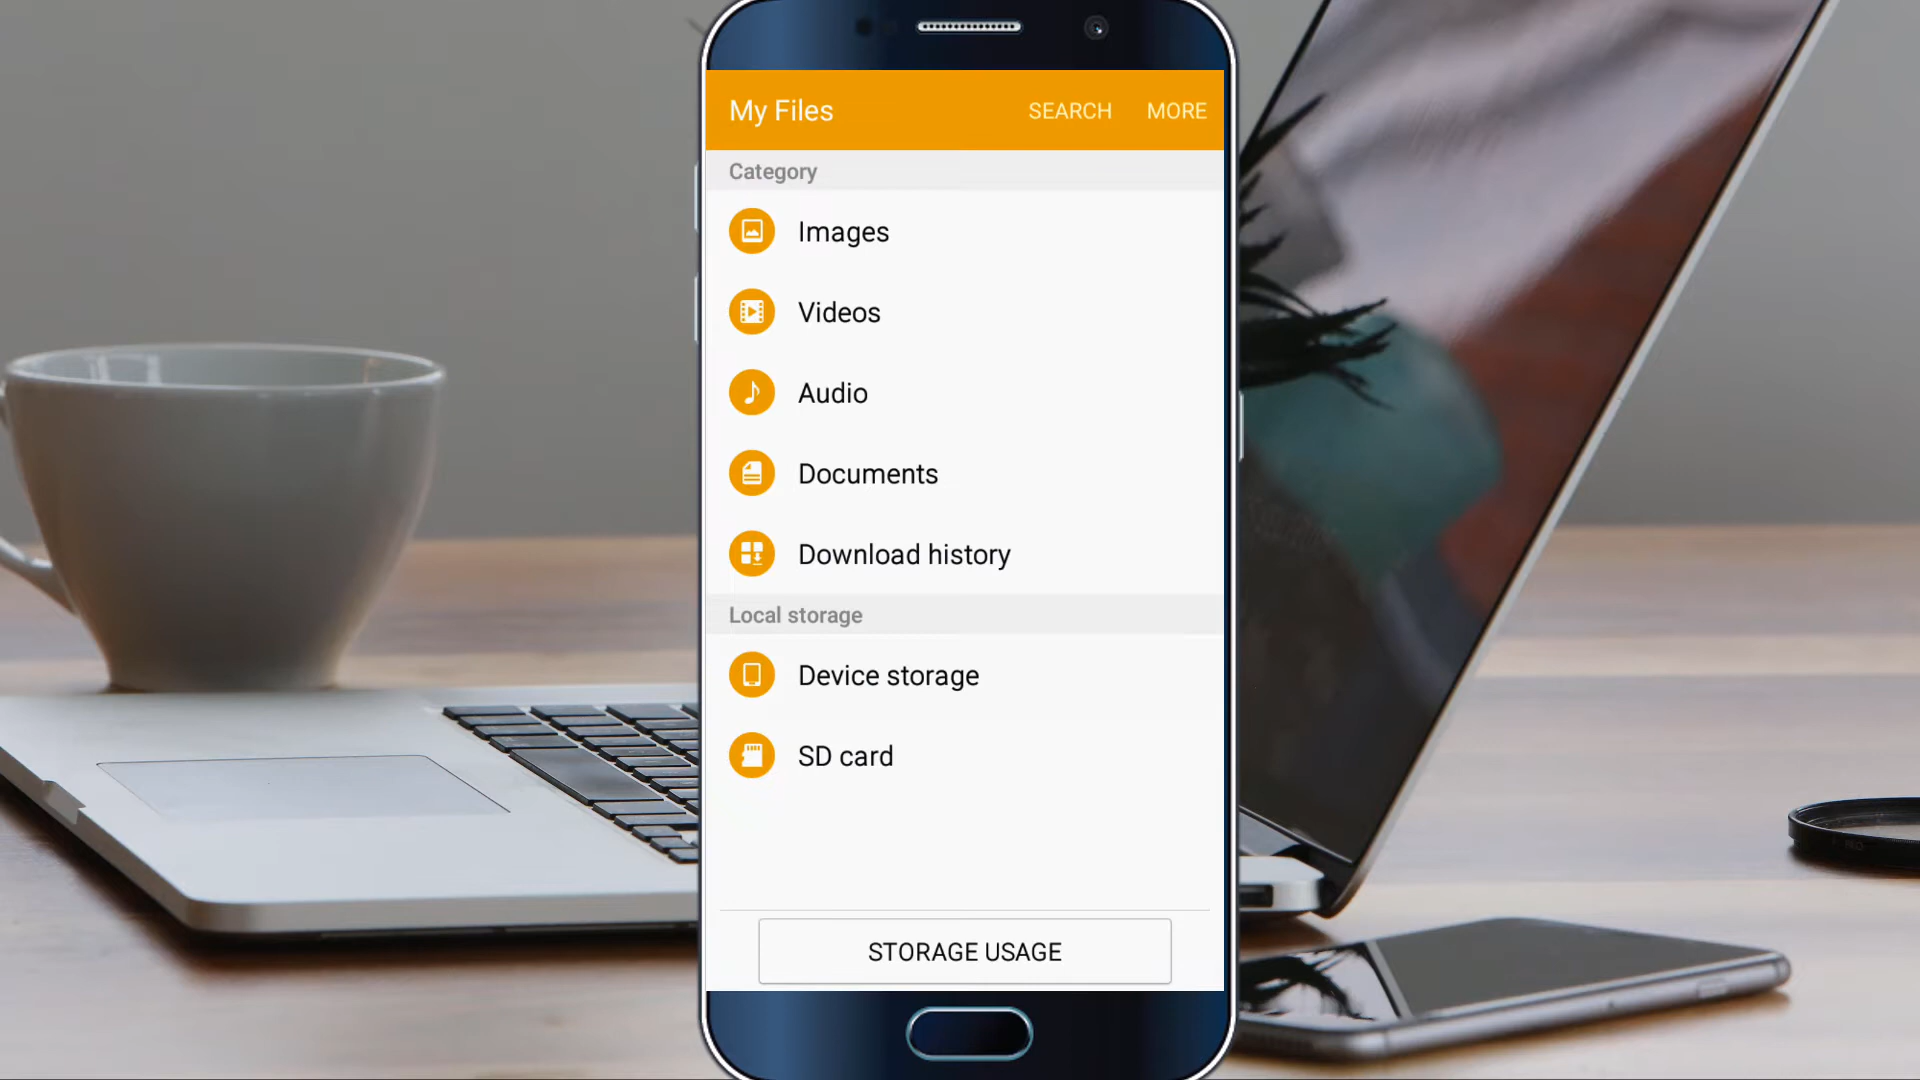 My Files SEARCH MORE
Category
Images
Videos
Audio
Documents
Download history
Local storage
Device storage
SD card
STORAGE USAGE